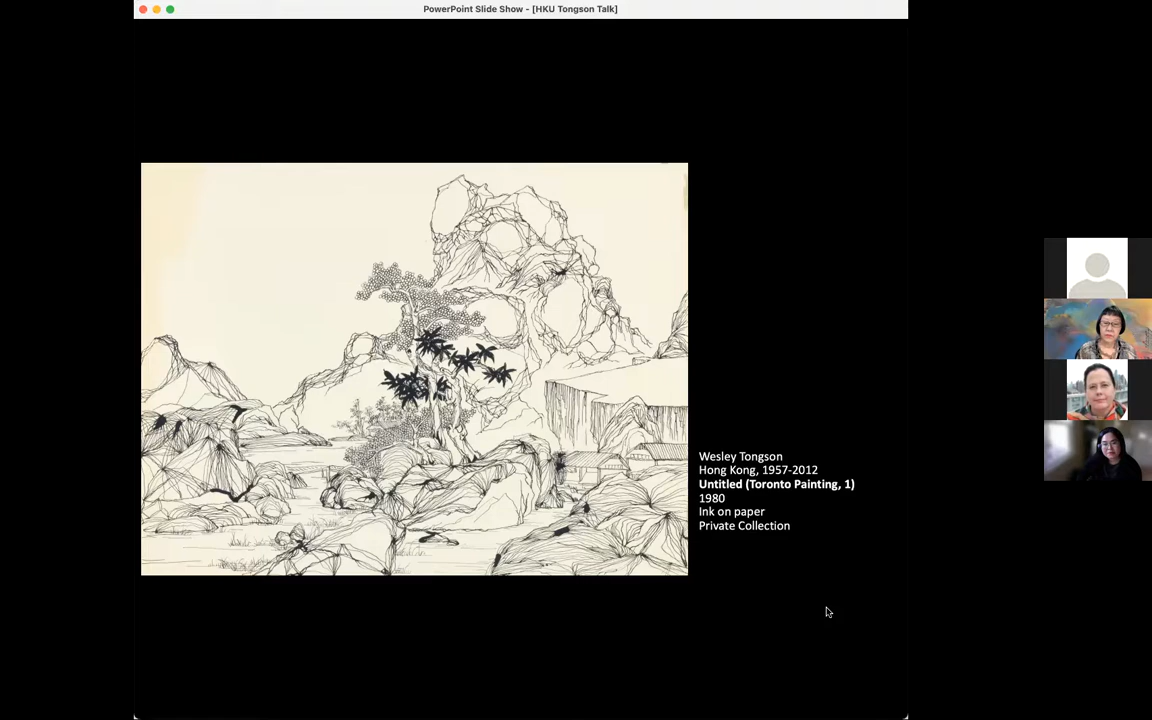 PowerPoint Slide Show - [HKU Tongson Talk]
Wesley Tongson
Hong Kong, 1957-2012
Untitled (Toronto Painting, 1)
1980
Ink on paper
Private Collection